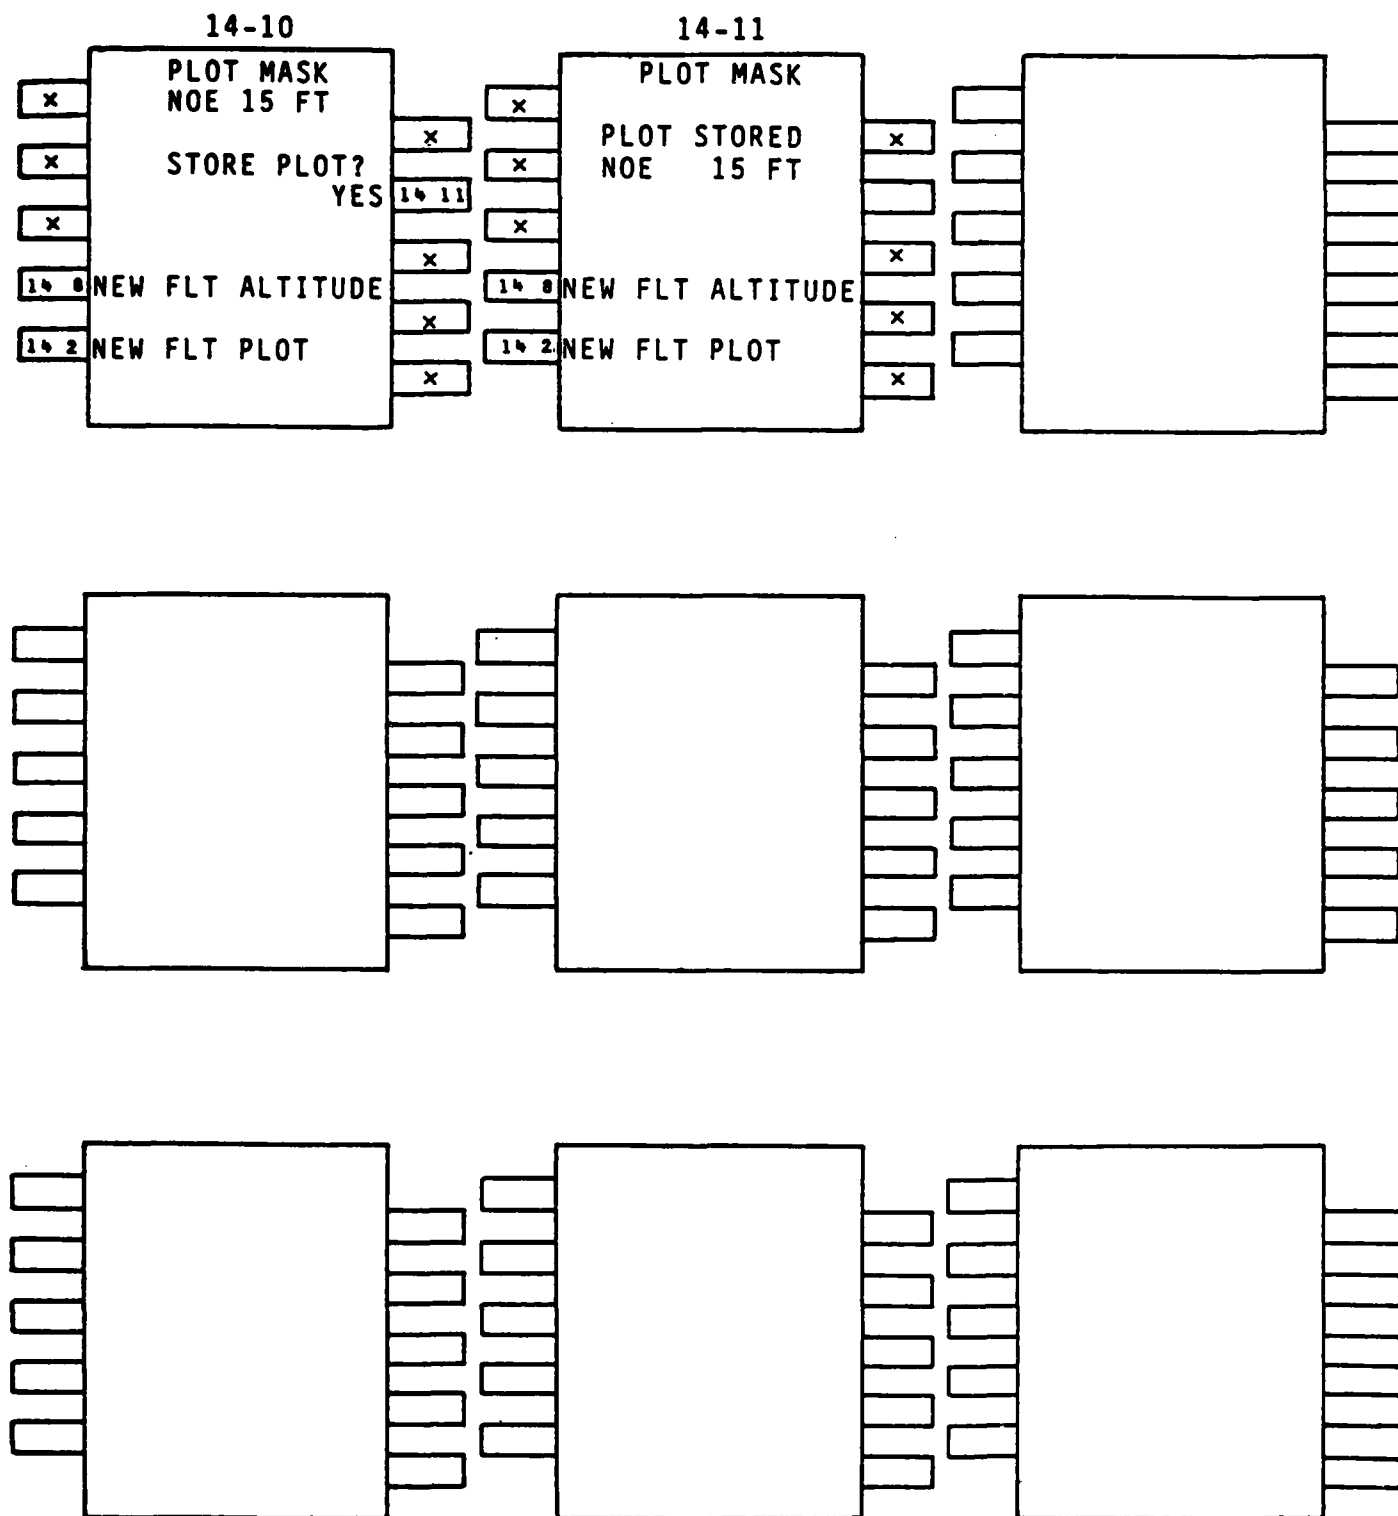 14-10
PLOT MASK
x NOE 15 FT
x
x STORE PLOT?
YES 14 11
x
x
14 8 NEW FLT ALTITUDE
x
14 2 NEW FLT PLOT
x
14-11
PLOT MASK
x
PLOT STORED x
x NOE 15 FT
x
x
14 8 NEW FLT ALTITUDE
x
14 2 NEW FLT PLOT
x